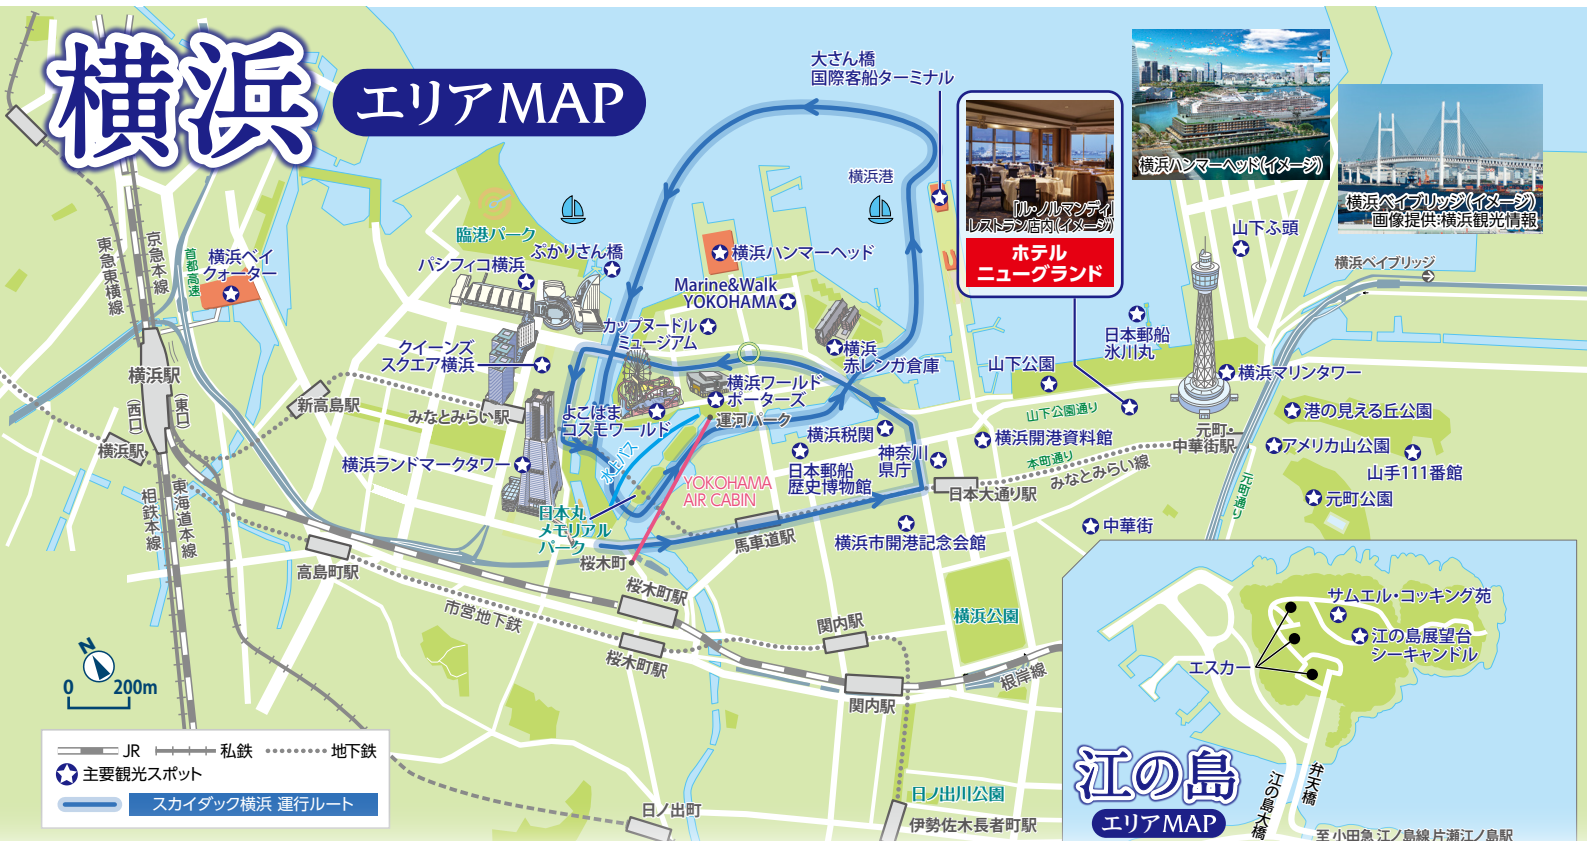 横浜
エリアMAP
大さん橋
国際客船ターミナル
横浜港
「ル・ノルマンディ」
レストラン店内(イメージ)
ホテル
ニューグランド
横浜ハンマーヘッド(イメージ)
横浜ベイブリッジ(イメージ)
画像提供:横浜観光情報
山下ふ頭
横浜ベイブリッジ
東急東横線
京急本線
首都高速
横浜ベイ
クォーター
臨港パーク
ぷかりさん橋
パシフィコ横浜
横浜ハンマーヘッド
Marine&Walk
YOKOHAMA
カップヌードル
ミュージアム
クイーンズ
スクエア横浜
横浜
赤レンガ倉庫
日本郵船
氷川丸
山下公園
横浜マリンタワー
横浜駅
(西口)
(東口)
新高島駅
みなとみらい駅
よこはま
コスモワールド
横浜ワールド
ポーターズ
運河パーク
山下公園通り
港の見える丘公園
横浜駅
横浜ランドマークタワー
水上バス
横浜税関
神奈川
県庁
横浜開港資料館
本町通り
みなとみらい線
元町・
中華街駅
アメリカ山公園
山手111番館
日本郵船
歴史博物館
YOKOHAMA
AIR CABIN
日本大通り駅
元町通り
元町公園
相鉄本線
東海道本線
日本丸
メモリアル
パーク
馬車道駅
横浜市開港記念会館
中華街
高島町駅
桜木町
桜木町駅
市営地下鉄
桜木町駅
関内駅
横浜公園
関内駅
根岸線
N
0 200m
JR 私鉄 地下鉄
主要観光スポット
スカイダック横浜 運行ルート
日ノ出町
日ノ出川公園
伊勢佐木長者町駅
サムエル・コッキング苑
江の島展望台
シーキャンドル
エスカー
江の島
エリアMAP
江の島大橋
弁天橋
至 小田急 江ノ島線 片瀬江ノ島駅